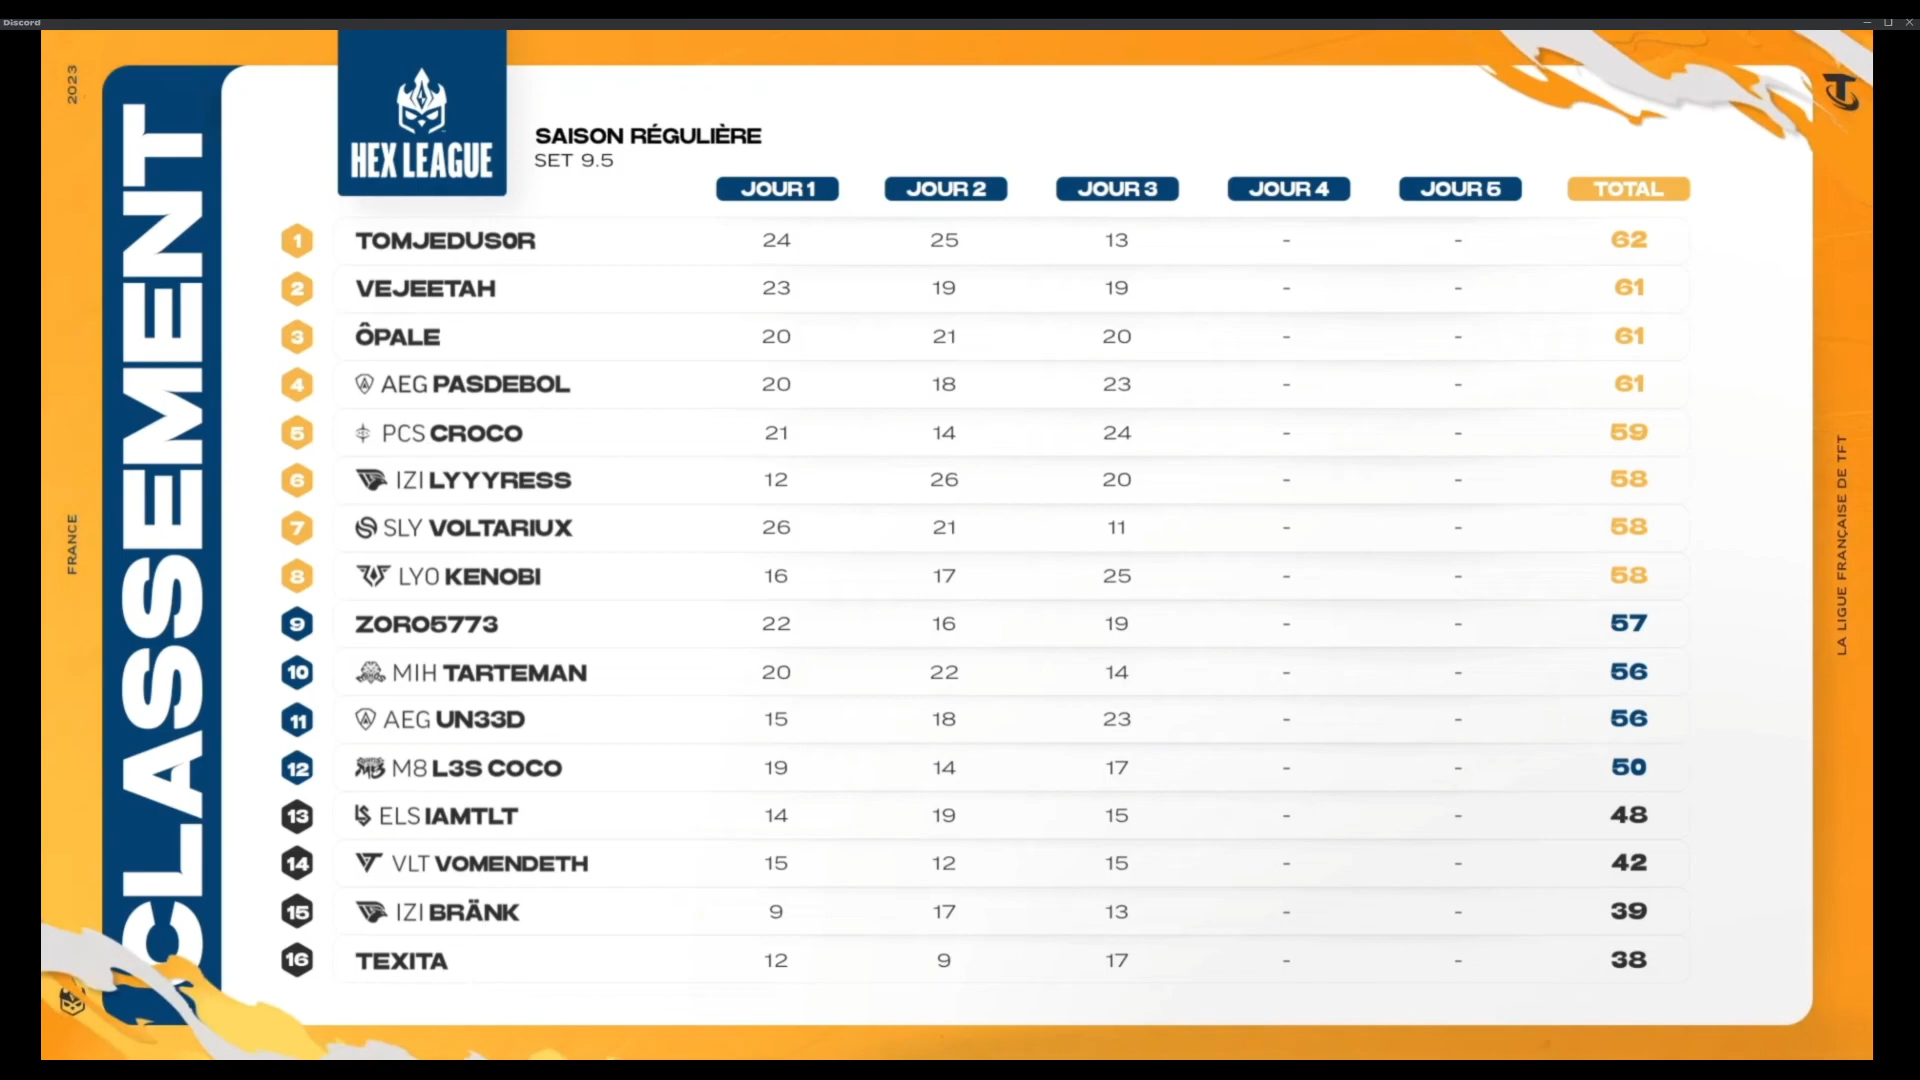 Discord
2023
FRANCE
CLASSEMENT
HEX LEAGUE
SAISON RÉGULIÈRE
SET 9.5
JOUR 1 JOUR 2 JOUR 3 JOUR 4 JOUR 5 TOTAL
1 TOMJEDUS0R 24 25 13 - - 62
2 VEJEETAH 23 19 19 - - 61
3 ÔPALE 20 21 20 - - 61
4 AEG PASDEBOL 20 18 23 - - 61
5 PCS CROCO 21 14 24 - - 59
6 IZI LYYYRESS 12 26 20 - - 58
7 SLY VOLTARIUX 26 21 11 - - 58
8 LYO KENOBI 16 17 25 - - 58
9 ZORO5773 22 16 19 - - 57
10 MIH TARTEMAN 20 22 14 - - 56
11 AEG UN33D 15 18 23 - - 56
12 M8 L3S COCO 19 14 17 - - 50
13 ELS IAMTLT 14 19 15 - - 48
14 VLT VOMENDETH 15 12 15 - - 42
15 IZI BRÄNK 9 17 13 - - 39
16 TEXITA 12 9 17 - - 38
LA LIGUE FRANÇAISE DE TFT